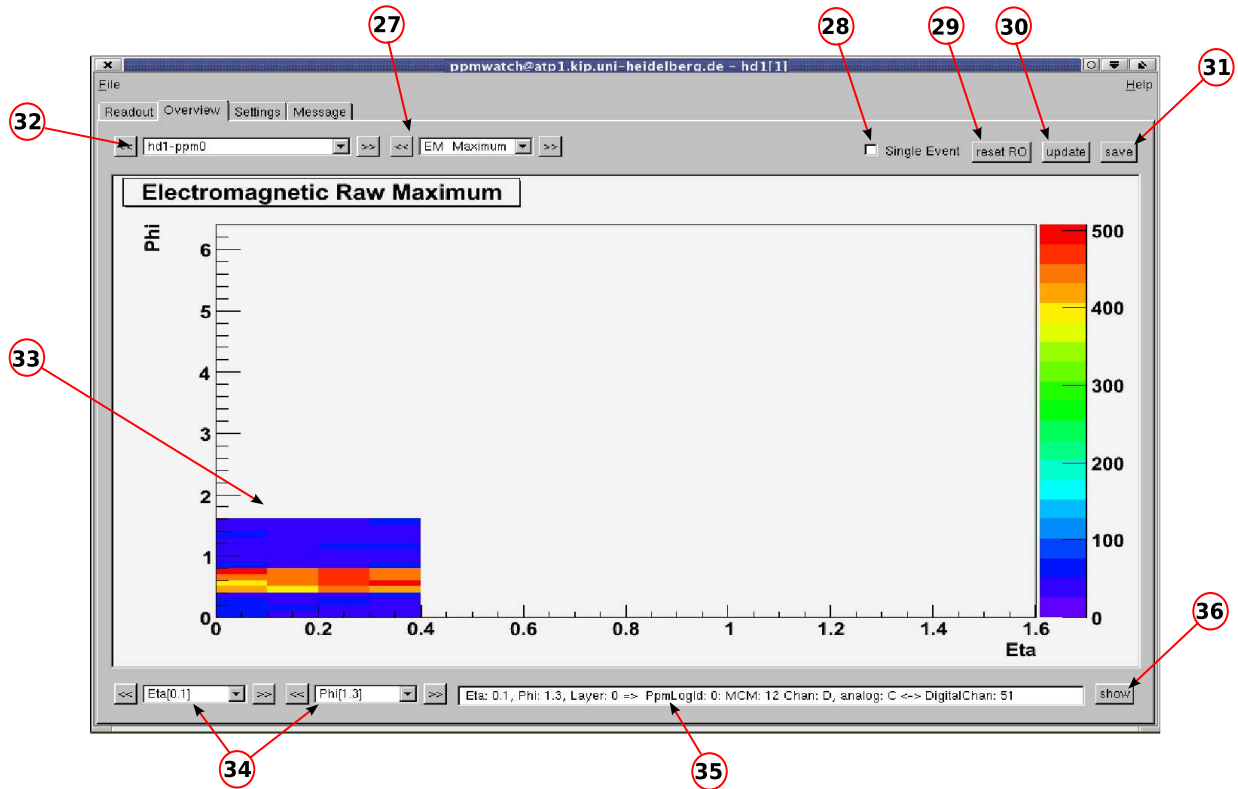 27
28
29
30
31
32
33
34
35
36
ppmwatch@atp1.kip.uni-heidelberg.de - hd1[1]
File
Help
Readout Overview Settings Message
<< hd1-ppm0 >> << EM Maximum >> Single Event reset RO update save
Electromagnetic Raw Maximum
Phi
6
5
4
3
2
1
0
0 0.2 0.4 0.6 0.8 1 1.2 1.4 1.6
Eta
500
400
300
200
100
0
<< Eta[0.1] >> << Phi[1.3] >> Eta: 0.1, Phi: 1.3, Layer: 0 => PpmLogId: 0: MCM: 12 Chan: D, analog: C <-> DigitalChan: 51 show